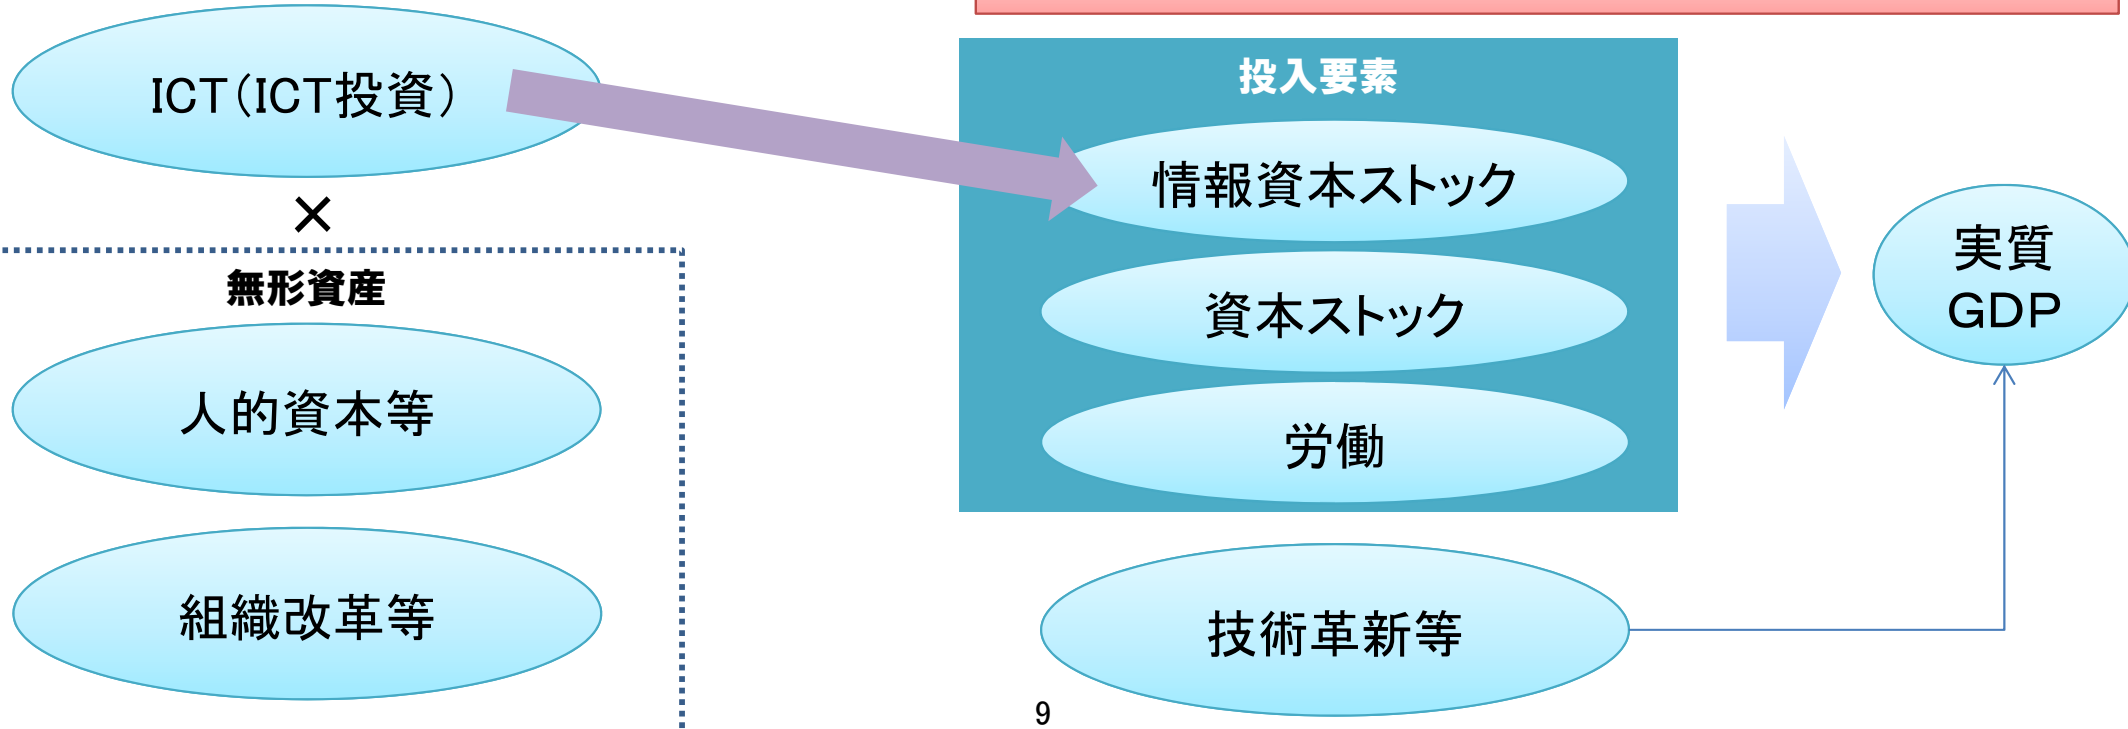 ICT（ICT投資）
×
無形資産
人的資本等
組織改革等
投入要素
情報資本ストック
資本ストック
労働
技術革新等
実質
GDP
9